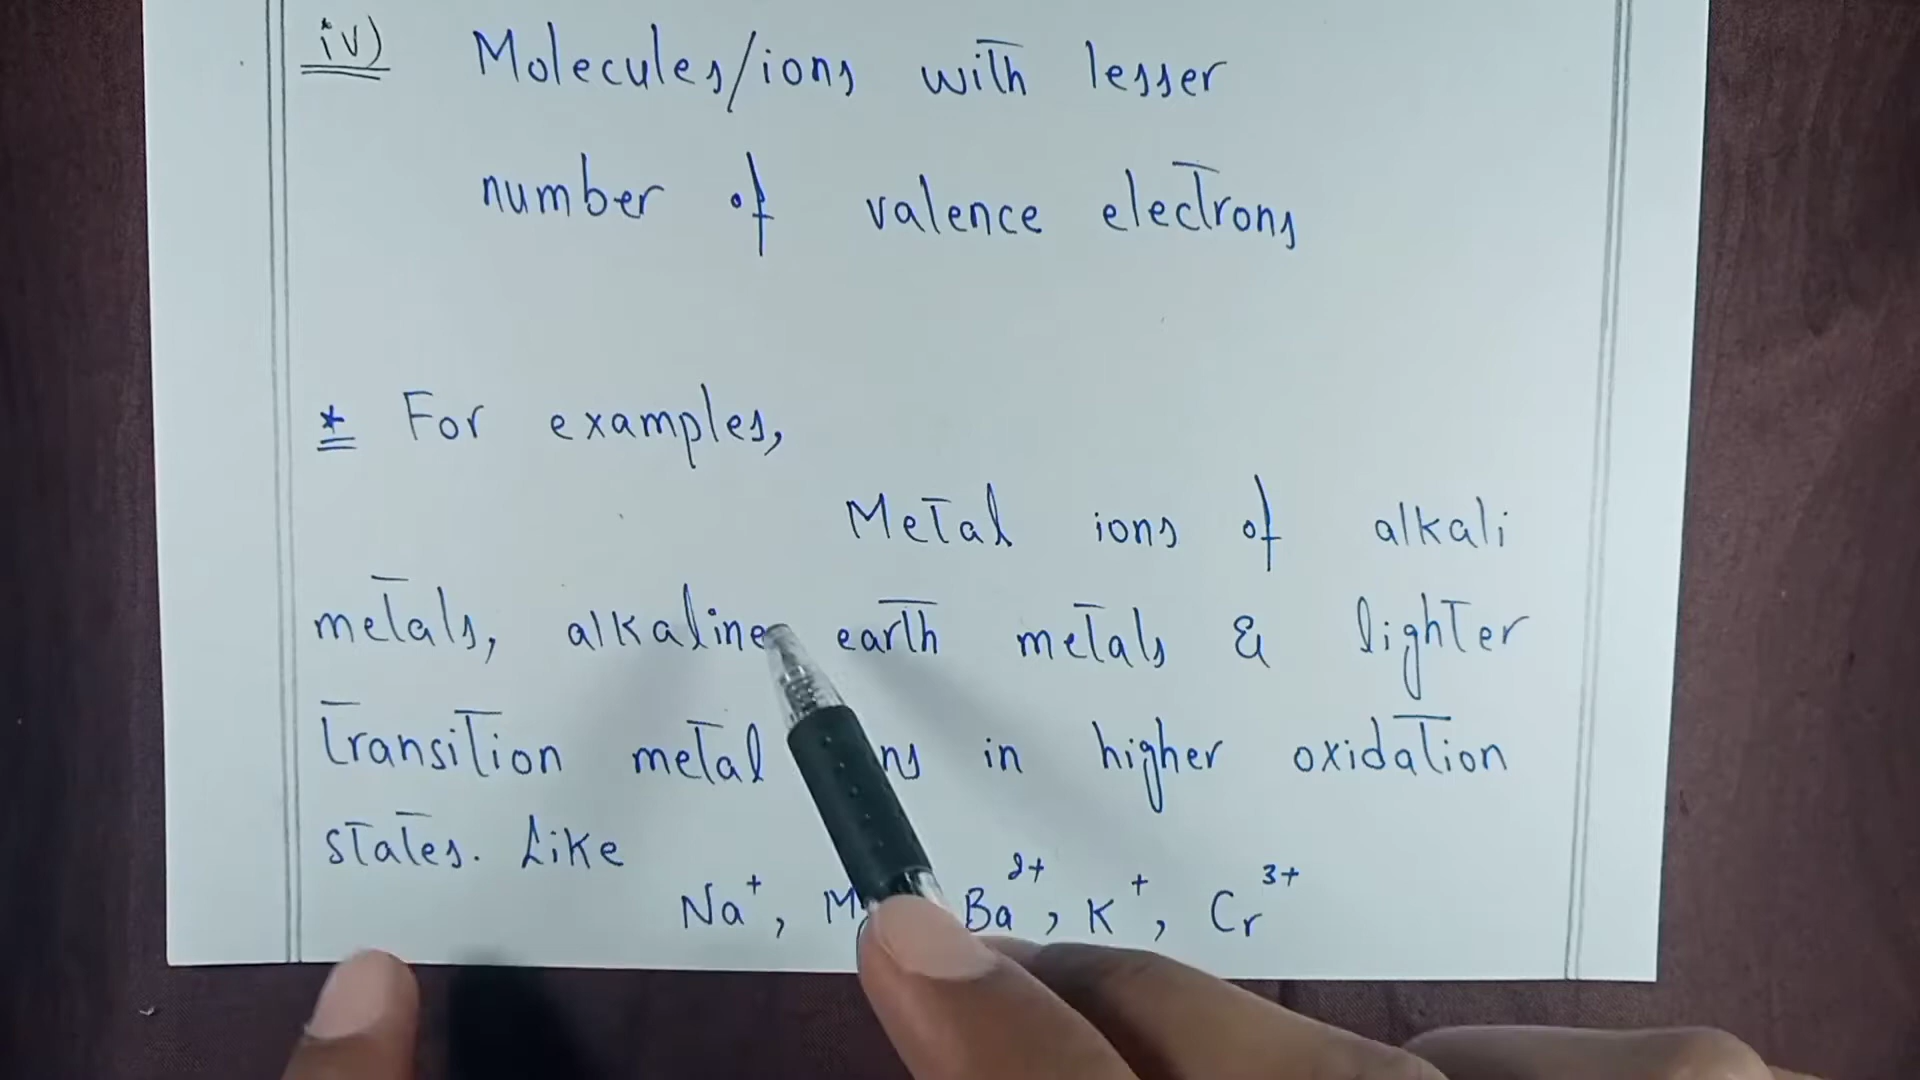 iv) Molecules/ions with lesser
number of valence electrons
* For examples,
Metal ions of alkali
metals, alkaline earth metals & lighter
transition metal in higher oxidation
states. Like
Na⁺, Ba²⁺, K⁺, Cr³⁺